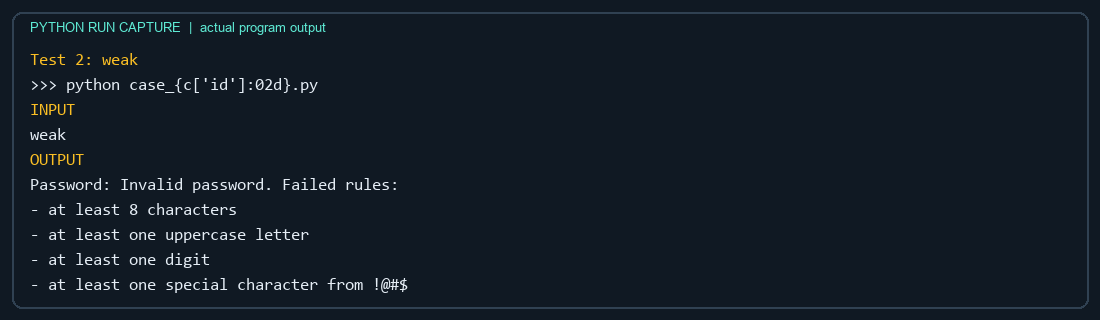 PYTHON RUN CAPTURE | actual program output
Test 2: weak
>>> python case_{c['id']:02d}.py
INPUT
weak
OUTPUT
Password: Invalid password. Failed rules:
- at least 8 characters
- at least one uppercase letter
- at least one digit
- at least one special character from !@#$